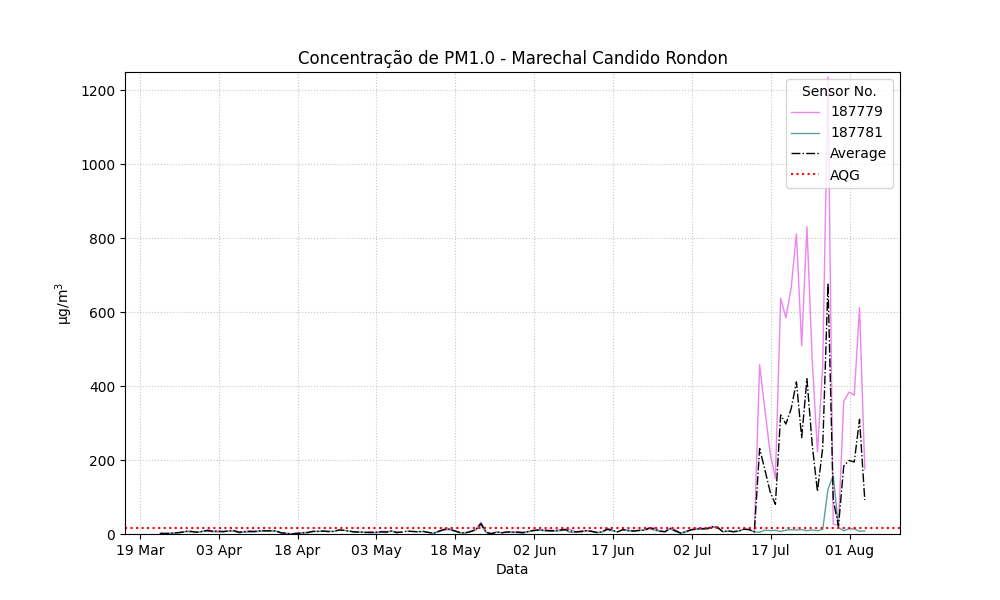 Concentração de PM1.0 - Marechal Candido Rondon
Sensor No.
187779
187781
Average
AQG
1200
1000
800
600
400
200
0
µg/m³
19 Mar 03 Apr 18 Apr 03 May 18 May 02 Jun 17 Jun 02 Jul 17 Jul 01 Aug
Data